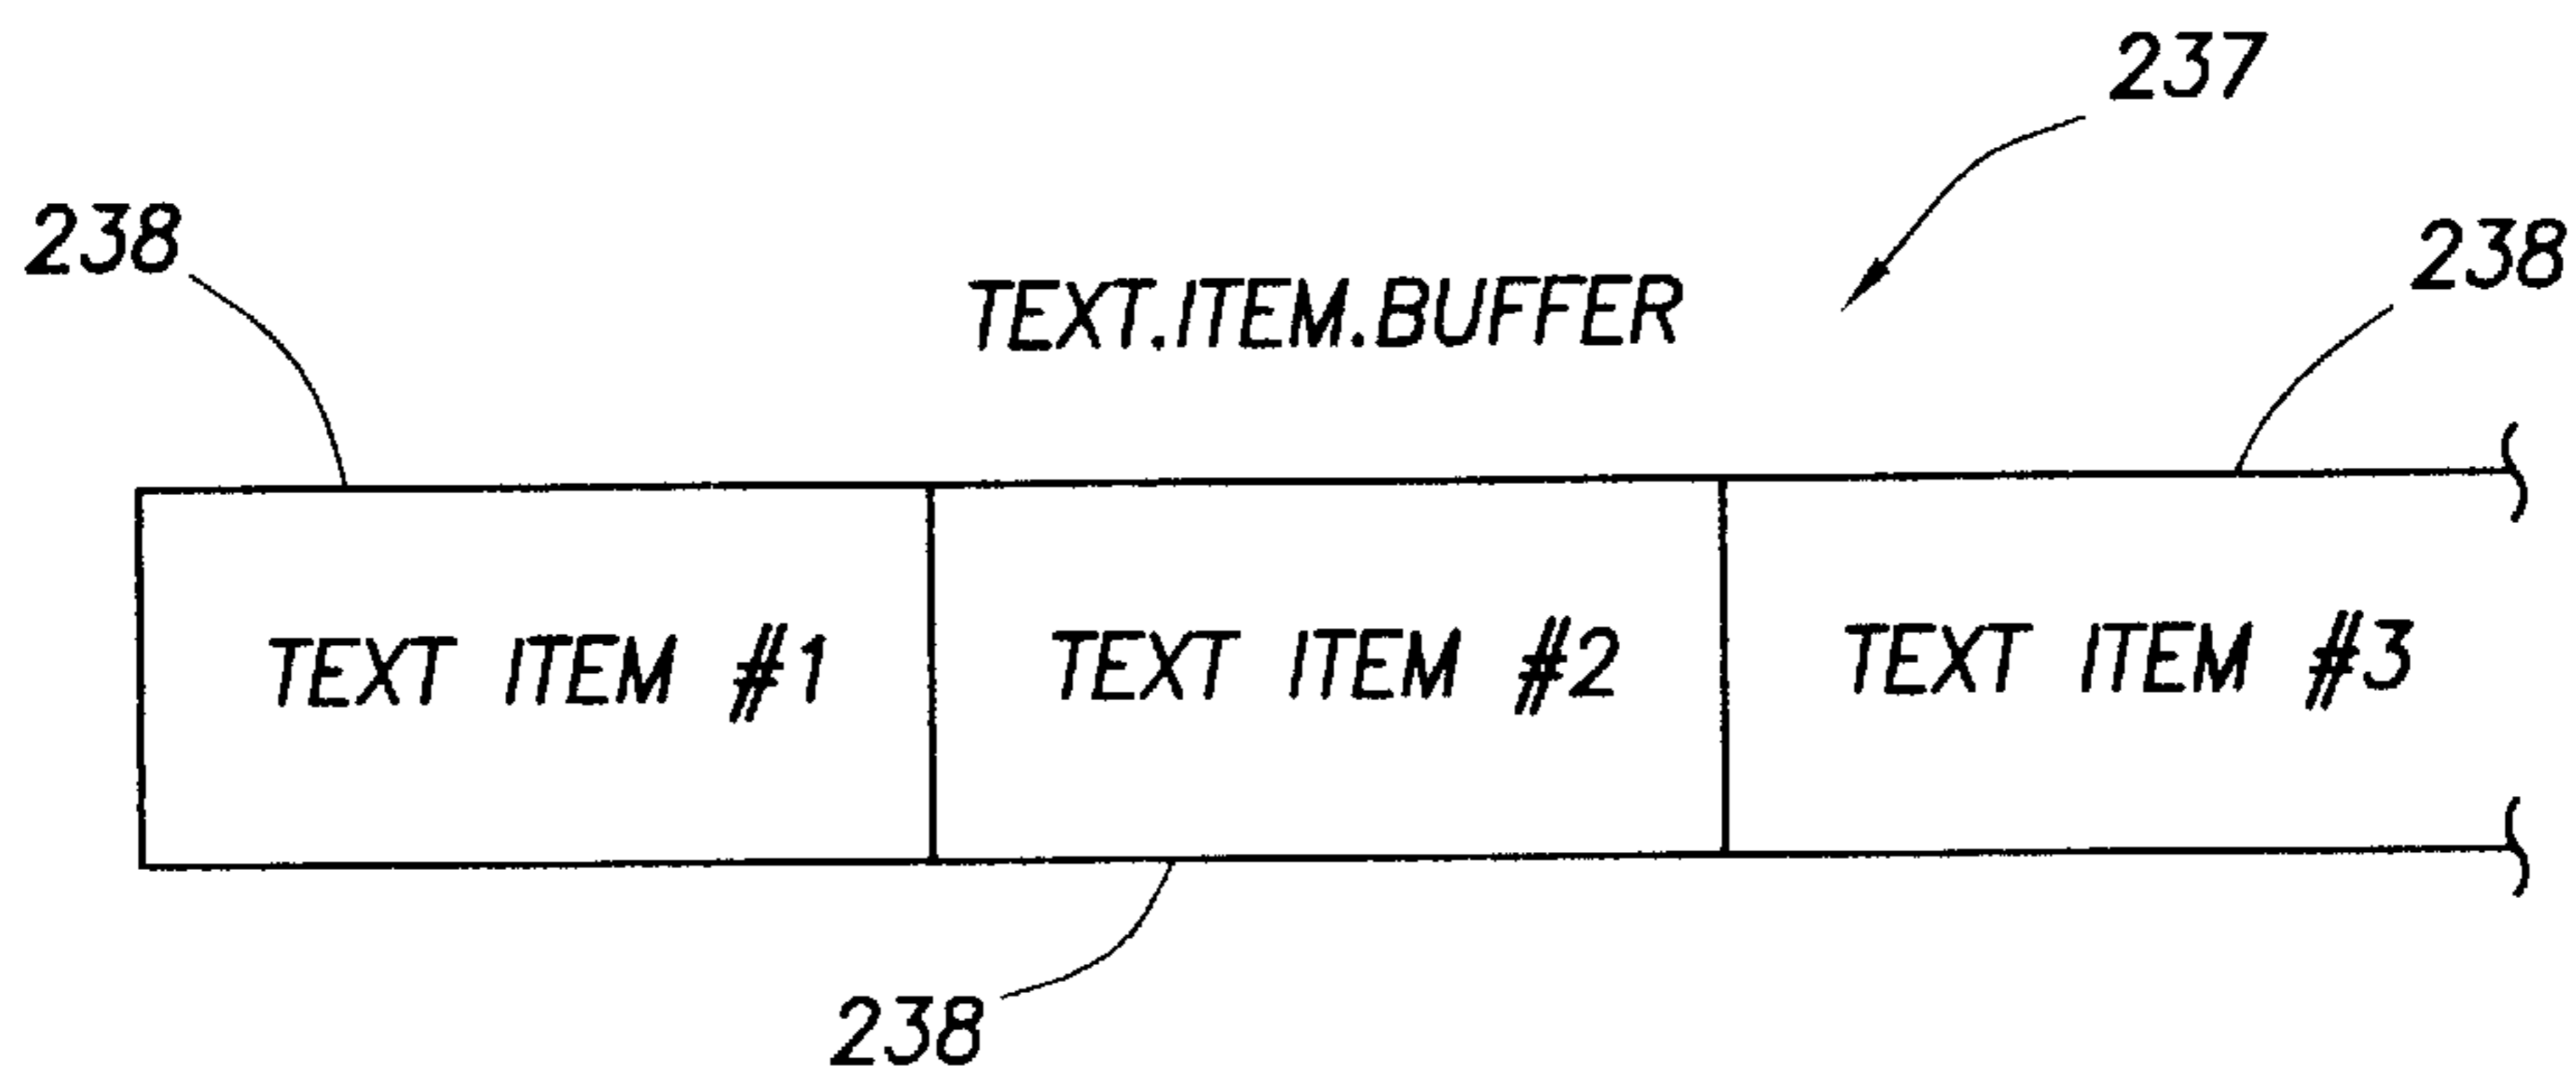 237
238
238
TEXT.ITEM.BUFFER
TEXT ITEM #1
TEXT ITEM #2
TEXT ITEM #3
238